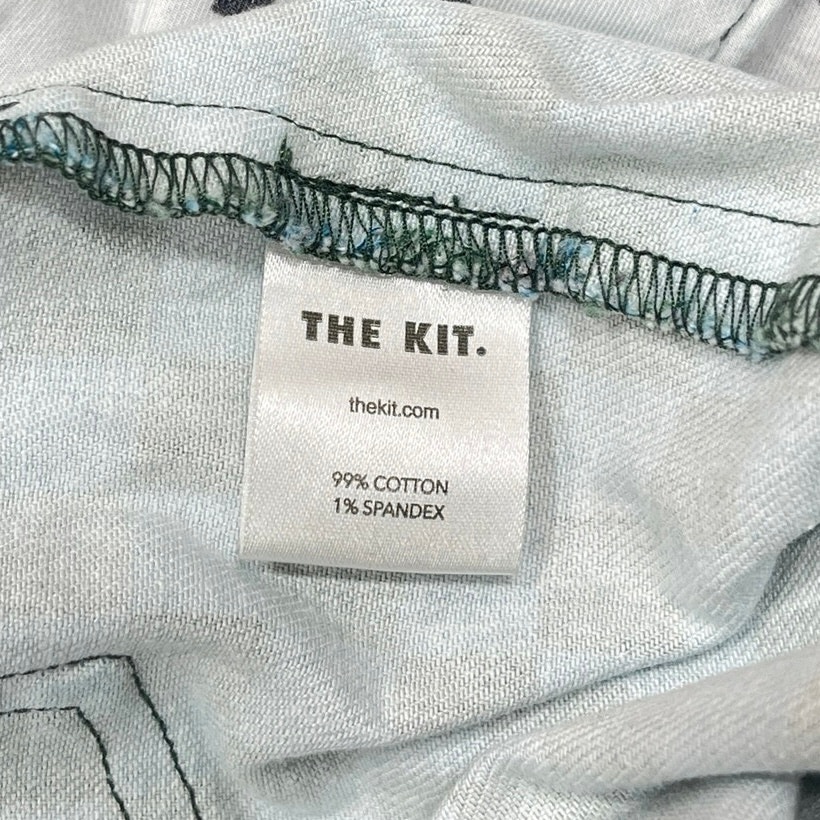 THE KIT.
thekit.com
99% COTTON
1% SPANDEX